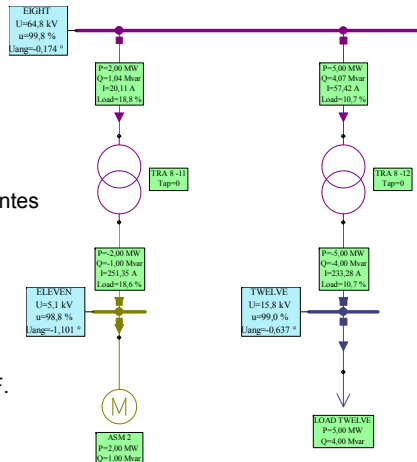 EIGHT
U=64,8 kV
u=99,8 %
Uang=-0,174 °
P=2,00 MW
Q=1,04 Mvar
I=20,11 A
Load=18,8 %
P=5,00 MW
Q=4,07 Mvar
I=57,42 A
Load=10,7 %
TRA 8 -11
Tap=0
TRA 8 -12
Tap=0
ntes
P=-2,00 MW
Q=-1,00 Mvar
I=251,35 A
Load=18,6 %
P=-5,00 MW
Q=-4,00 Mvar
I=233,28 A
Load=10,7 %
ELEVEN
U=5,1 kV
u=98,8 %
Uang=-1,101 °
TWELVE
U=15,8 kV
u=99,0 %
Uang=-0,637 °
M
ASM 2
P=2,00 MW
Q=1,00 Mvar
LOAD TWELVE
P=5,00 MW
Q=4,00 Mvar